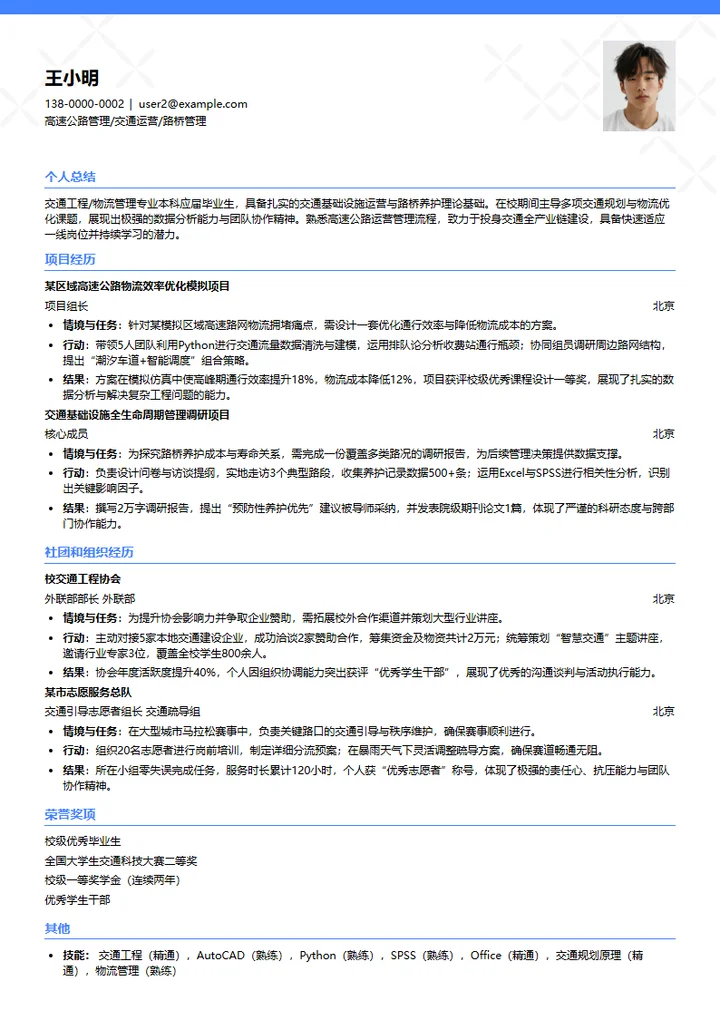 王小明
138-0000-0002 | user2@example.com
高速公路管理/交通运营/路桥管理
个人总结
交通工程/物流管理专业本科应届毕业生，具备扎实的交通基础设施运营与路桥养护理论基础。在校期间主导多项交通规划与物流优
化课题，展现出极强的数据分析能力与团队协作精神。熟悉高速公路运营管理流程，致力于投身交通全产业链建设，具备快速适应
一线岗位并持续学习的潜力。
项目经历
某区域高速公路物流效率优化模拟项目
项目组长 北京
• 情境与任务：针对某模拟区域高速路网物流拥堵痛点，需设计一套优化通行效率与降低物流成本的方案。
• 行动：带领5人团队利用Python进行交通流量数据清洗与建模，运用排队论分析收费站通行瓶颈；协同组员调研周边路网结构，
提出“潮汐车道+智能调度”组合策略。
• 结果：方案在模拟仿真中使高峰期通行效率提升18%，物流成本降低12%，项目获评校级优秀课程设计一等奖，展现了扎实的数
据分析与解决复杂工程问题的能力。
交通基础设施全生命周期管理调研项目
核心成员 北京
• 情境与任务：为探究路桥养护成本与寿命关系，需完成一份覆盖多类路况的调研报告，为后续管理决策提供数据支撑。
• 行动：负责设计问卷与访谈提纲，实地走访3个典型路段，收集养护记录数据500+条；运用Excel与SPSS进行相关性分析，识别
出关键影响因子。
• 结果：撰写2万字调研报告，提出“预防性养护优先”建议被导师采纳，并发表院级期刊论文1篇，体现了严谨的科研态度与跨部
门协作能力。
社团和组织经历
校交通工程协会
外联部部长 外联部 北京
• 情境与任务：为提升协会影响力并争取企业赞助，需拓展校外合作渠道并策划大型行业讲座。
• 行动：主动对接5家本地交通建设企业，成功洽谈2家赞助合作，筹集资金及物资共计2万元；统筹策划“智慧交通”主题讲座，
邀请行业专家3位，覆盖全校学生800余人。
• 结果：协会年度活跃度提升40%，个人因组织协调能力突出获评“优秀学生干部”，展现了优秀的沟通谈判与活动执行能力。
某市志愿服务总队
交通引导志愿者组长 交通疏导组 北京
• 情境与任务：在大型城市马拉松赛事中，负责关键路口的交通引导与秩序维护，确保赛事顺利进行。
• 行动：组织20名志愿者进行岗前培训，制定详细分流预案；在暴雨天气下灵活调整疏导方案，确保赛道畅通无阻。
• 结果：所在小组零失误完成任务，服务时长累计120小时，个人获“优秀志愿者”称号，体现了极强的责任心、抗压能力与团队
协作精神。
荣誉奖项
校级优秀毕业生
全国大学生交通科技大赛二等奖
校级一等奖学金（连续两年）
优秀学生干部
其他
• 技能： 交通工程（精通）, AutoCAD（熟练）, Python（熟练）, SPSS（熟练）, Office（精通）, 交通规划原理（精
通）, 物流管理（熟练）